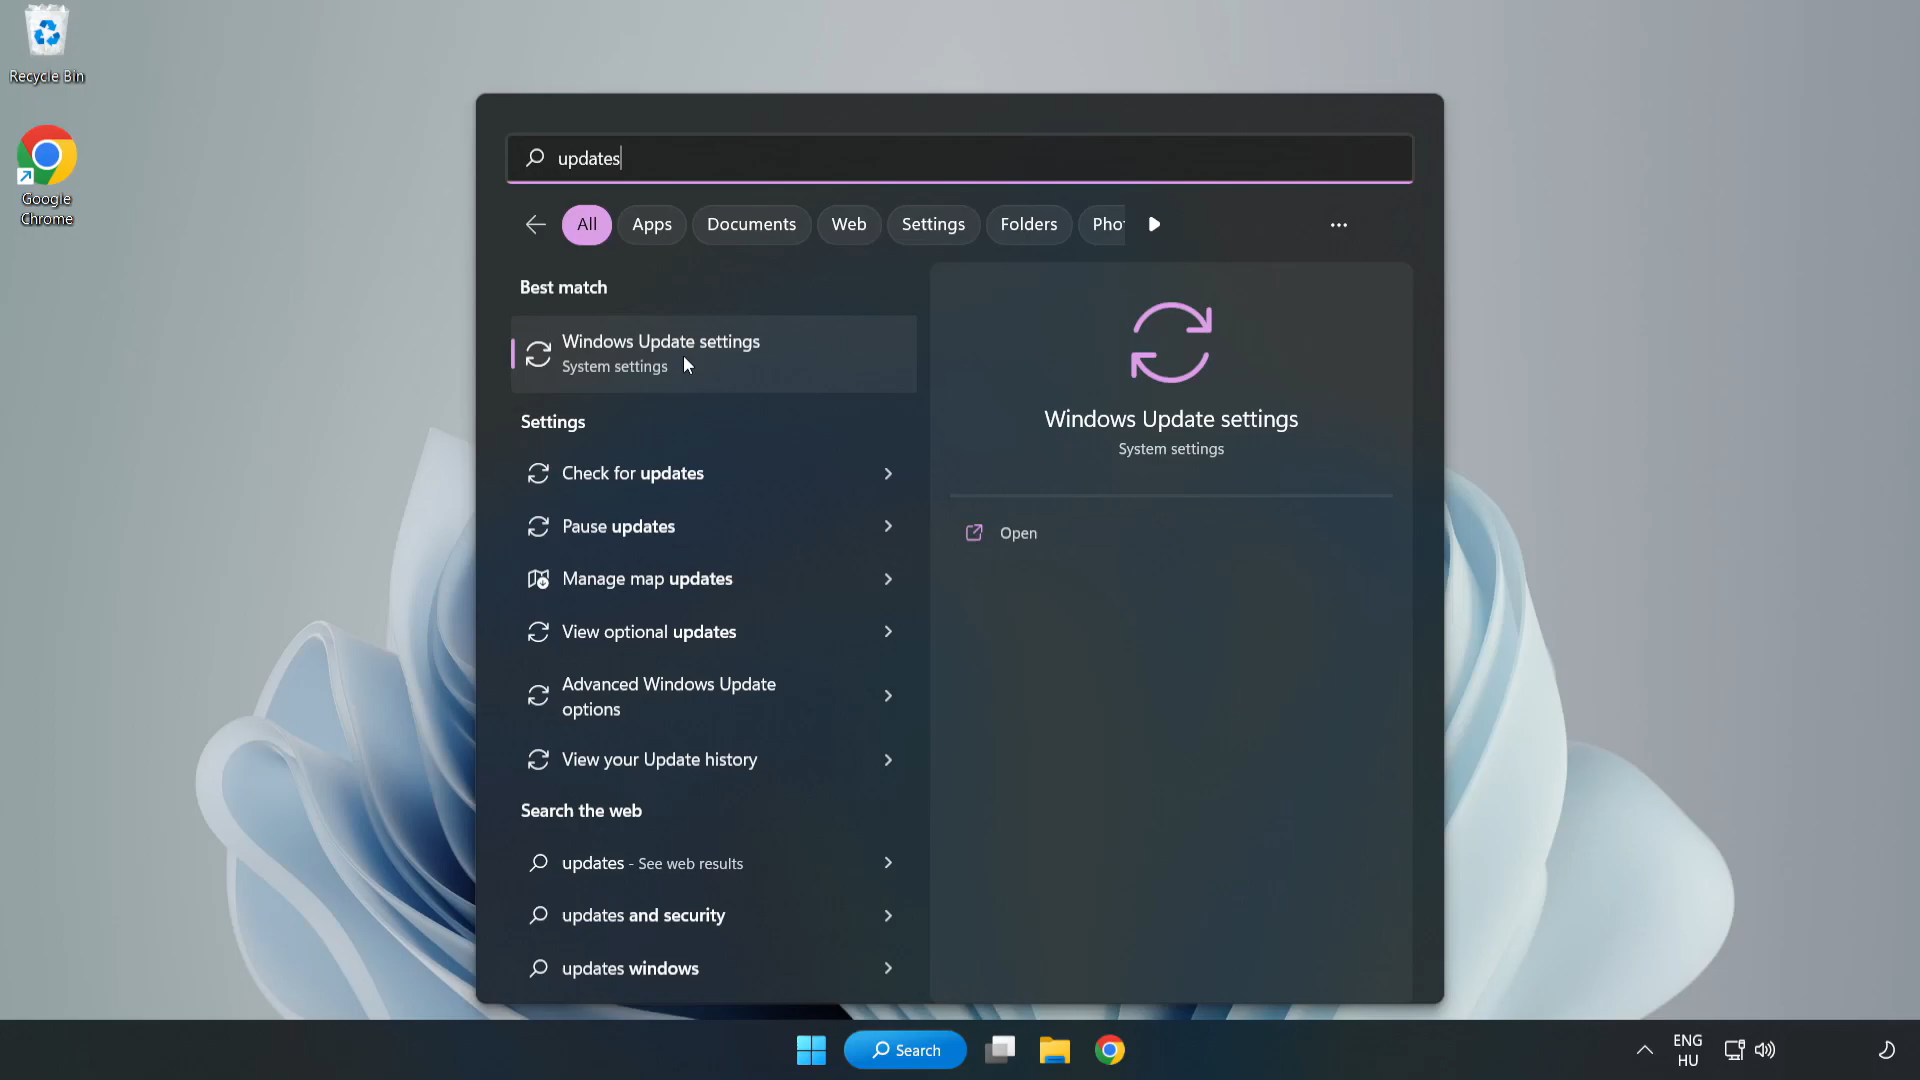 Recycle Bin
Google
Chrome
updates
All
Apps
Documents
Web
Settings
Folders
Best match
Windows Update settings
System settings
Settings
Check for updates
Pause updates
Manage map updates
View optional updates
Advanced Windows Update
options
View your Update history
Search the web
updates - See web results
updates and security
updates windows
Windows Update settings
System settings
Open
Search
ENG
HU